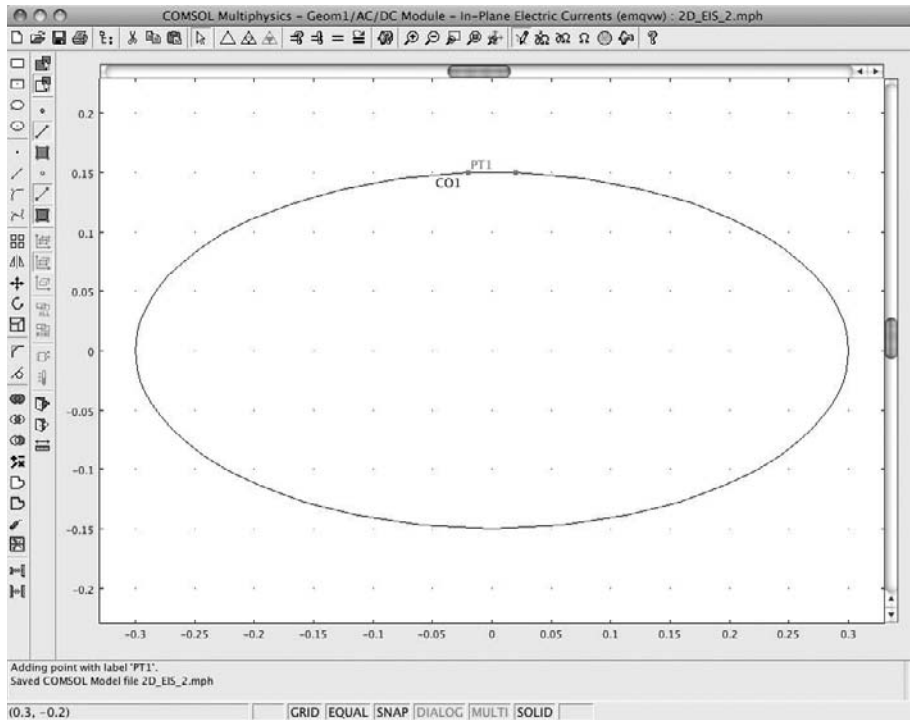 COMSOL Multiphysics – Geom1/AC/DC Module – In-Plane Electric Currents (emqvw) : 2D_EIS_2.mph
0.2
0.15
0.1
0.05
0
-0.05
-0.1
-0.15
-0.2
PT1
CO1
-0.3 -0.25 -0.2 -0.15 -0.1 -0.05 0 0.05 0.1 0.15 0.2 0.25 0.3
Adding point with label 'PT1'.
Saved COMSOL Model file 2D_EIS_2.mph
(0.3, -0.2) GRID EQUAL SNAP DIALOG MULTI SOLID